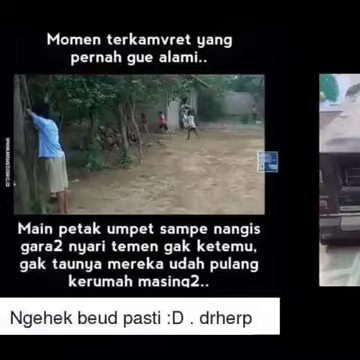 Momen terkamvret yang
pernah gue alami..
Main petak umpet sampe nangis
gara2 nyari temen gak ketemu,
gak taunya mereka udah pulang
kerumah masing2..
Ngehek beud pasti :D . drherp